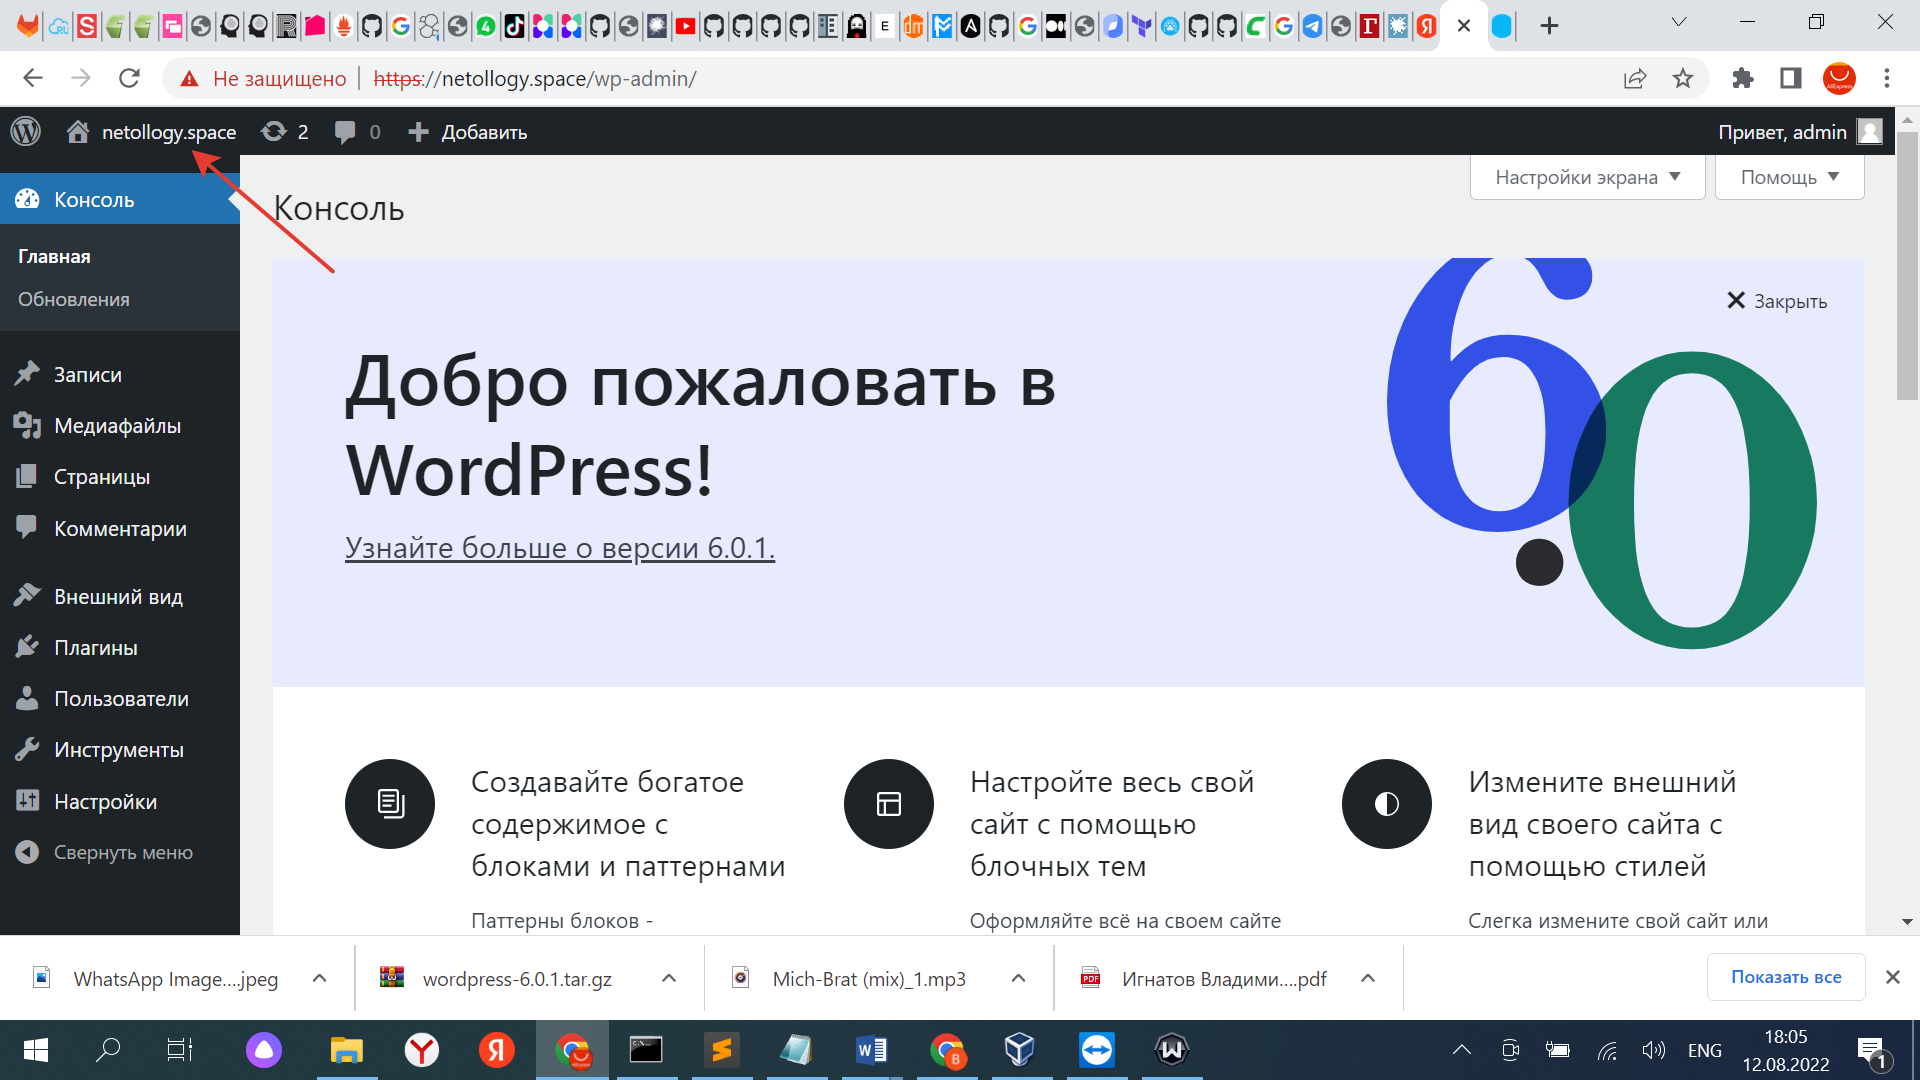 Не защищено
https://netollogy.space/wp-admin/
netollogy.space
2
0
Добавить
Привет, admin
Консоль
Главная
Обновления
Записи
Медиафайлы
Страницы
Комментарии
Внешний вид
Плагины
Пользователи
Инструменты
Настройки
Свернуть меню
Настройки экрана
Помощь
Консоль
Закрыть
6.0
Добро пожаловать в
WordPress!
Узнайте больше о версии 6.0.1.
Создавайте богатое
содержимое с
блоками и паттернами
Паттерны блоков -
Настройте весь свой
сайт с помощью
блочных тем
Оформляйте всё на своем сайте
Измените внешний
вид своего сайта с
помощью стилей
Слегка измените свой сайт или
WhatsApp Image....jpeg
wordpress-6.0.1.tar.gz
Mich-Brat (mix)_1.mp3
Игнатов Владими....pdf
Показать все
ENG
18:05
12.08.2022
1